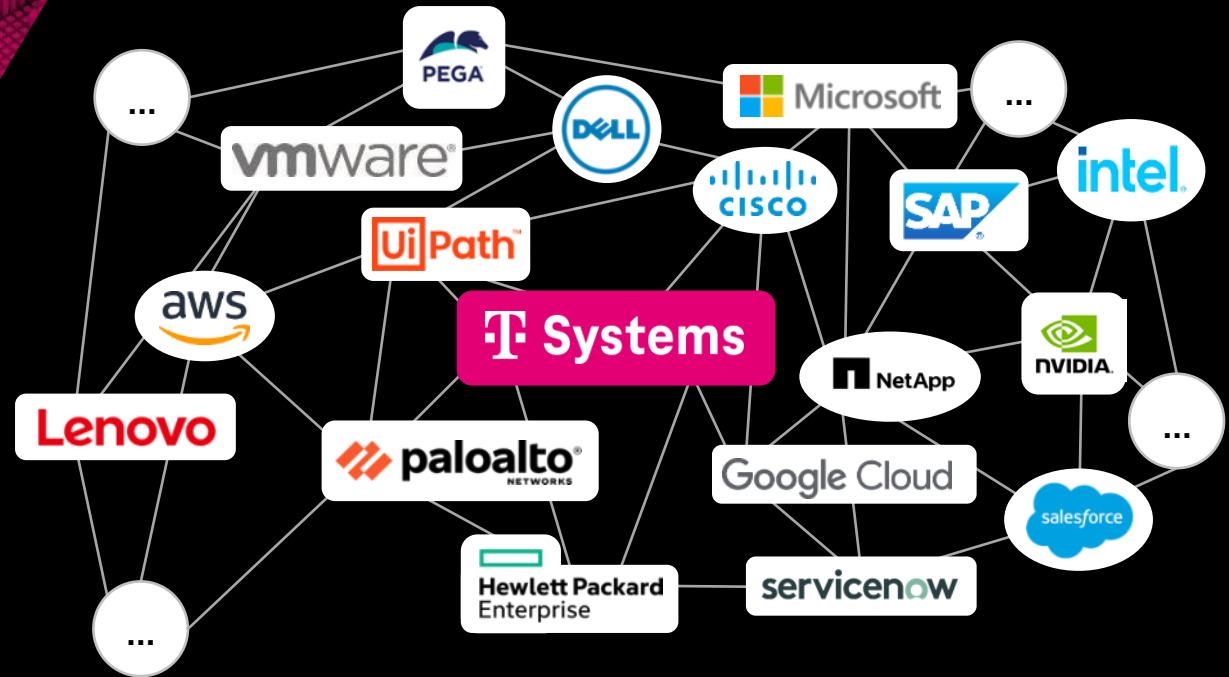 PEGA
...
Microsoft
...
DELL
vmware®
intel.
CISCO
SAP
®
UiPath™
aws
T Systems
NVIDIA.
NetApp
Lenovo
...
paloalto®
NETWORKS
Google Cloud
salesforce
Hewlett Packard
Enterprise
servicenow
...